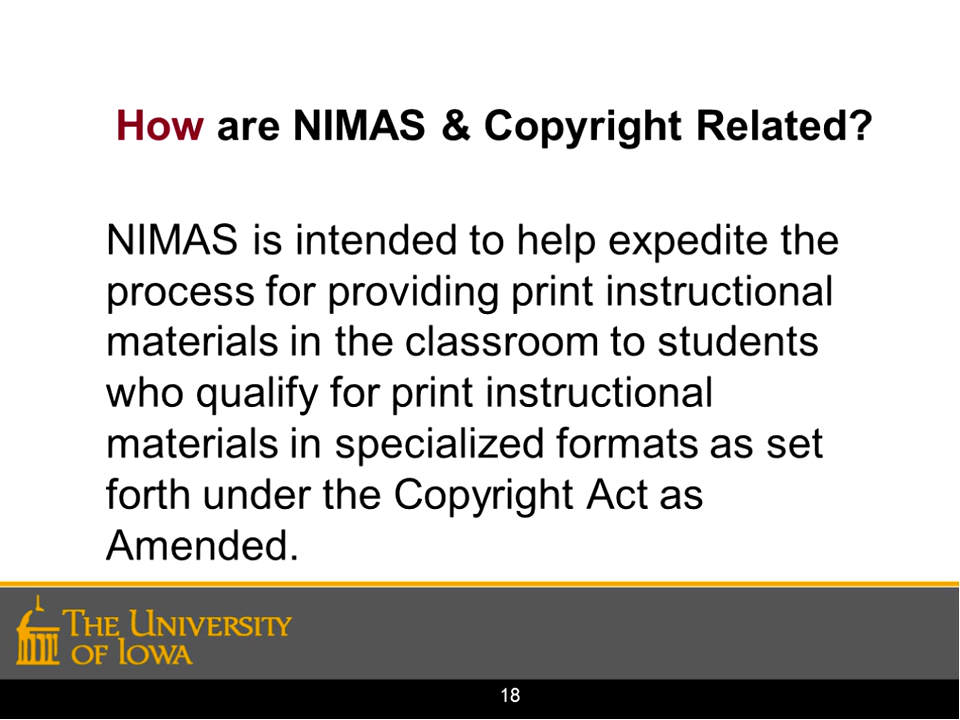 How are NIMAS & Copyright Related?
NIMAS is intended to help expedite the
process for providing print instructional
materials in the classroom to students
who qualify for print instructional
materials in specialized formats as set
forth under the Copyright Act as
Amended.
THE UNIVERSITY
OF IOWA
18